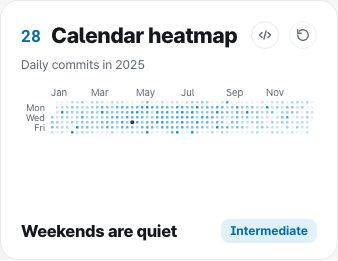 28 Calendar heatmap
Daily commits in 2025
Jan Mar May Jul Sep Nov
Mon
Wed
Fri
Weekends are quiet Intermediate